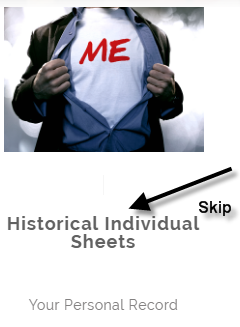 ME
Skip
Historical Individual
Sheets
Your Personal Record